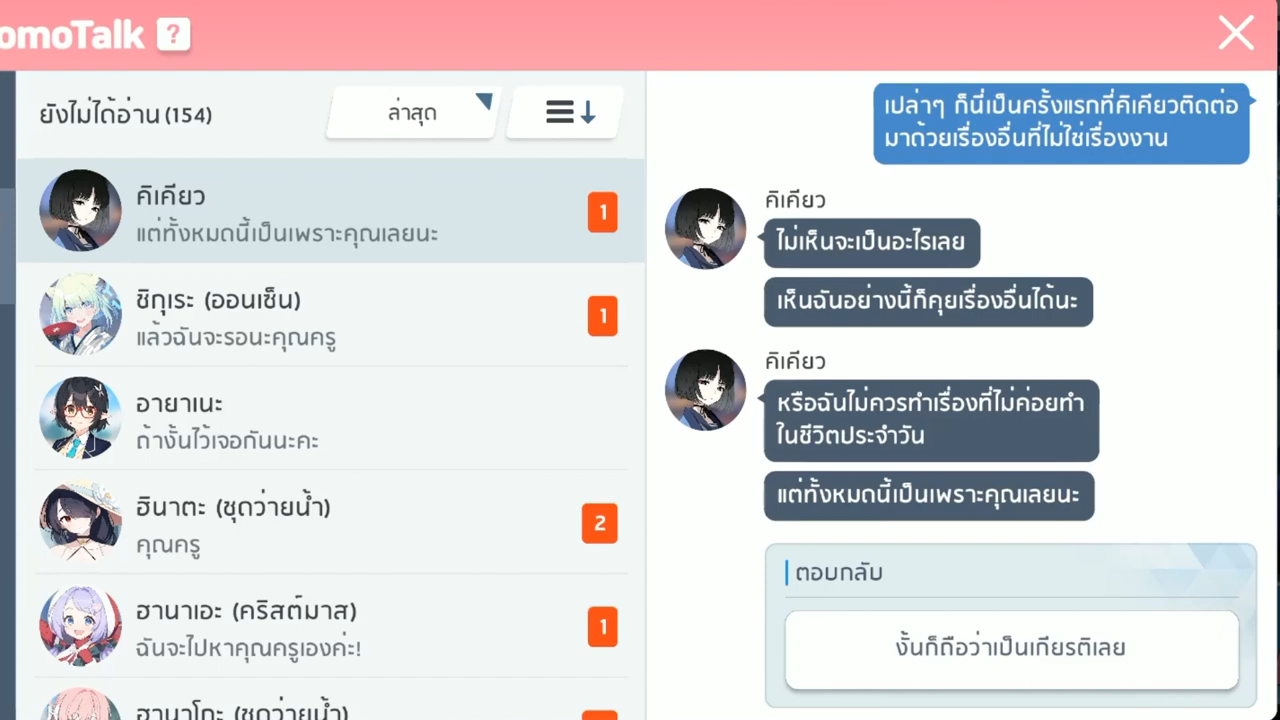 omoTalk ?
ยังไม่ได้อ่าน (154)
ล่าสุด
คิเคียว
แต่ทั้งหมดนี้เป็นเพราะคุณเลยนะ
1
ชิกุเระ (ออนเซ็น)
แล้วฉันจะรอนะคุณครู
1
อายาเนะ
ถ้างั้นไว้เจอกันนะคะ
ฮินาตะ (ชุดว่ายน้ำ)
คุณครู
2
ฮานาเอะ (คริสต์มาส)
ฉันจะไปหาคุณครูเองค่ะ!
1
ฮานาโกะ (ชุดว่ายน้ำ)
เปล่าๆ ก็นี่เป็นครั้งแรกที่คิเคียวติดต่อ
มาด้วยเรื่องอื่นที่ไม่ใช่เรื่องงาน
คิเคียว
ไม่เห็นจะเป็นอะไรเลย
เห็นฉันอย่างนี้ก็คุยเรื่องอื่นได้นะ
คิเคียว
หรือฉันไม่ควรทำเรื่องที่ไม่ค่อยทำ
ในชีวิตประจำวัน
แต่ทั้งหมดนี้เป็นเพราะคุณเลยนะ
ตอบกลับ
งั้นก็ถือว่าเป็นเกียรติเลย